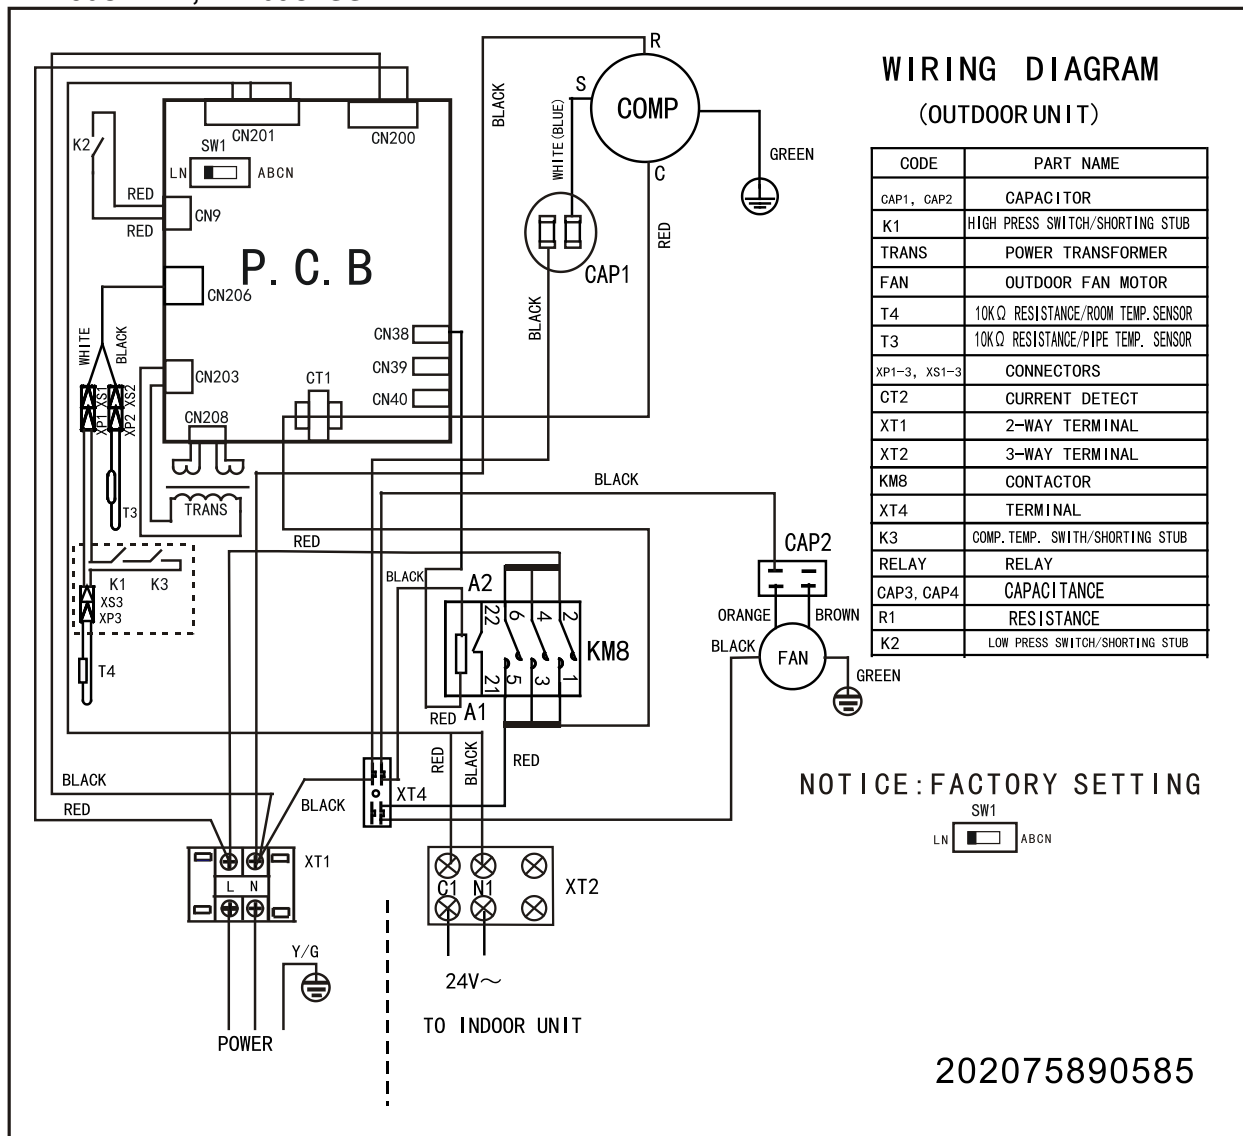 WIRING DIAGRAM
(OUTDOOR UNIT)
CODE PART NAME
CAP1, CAP2 CAPACITOR
K1 HIGH PRESS SWITCH/SHORTING STUB
TRANS POWER TRANSFORMER
FAN OUTDOOR FAN MOTOR
T4 10KΩ RESISTANCE/ROOM TEMP. SENSOR
T3 10KΩ RESISTANCE/PIPE TEMP. SENSOR
XP1-3, XS1-3 CONNECTORS
CT2 CURRENT DETECT
XT1 2-WAY TERMINAL
XT2 3-WAY TERMINAL
KM8 CONTACTOR
XT4 TERMINAL
K3 COMP. TEMP. SWITH/SHORTING STUB
RELAY RELAY
CAP3, CAP4 CAPACITANCE
R1 RESISTANCE
K2 LOW PRESS SWITCH/SHORTING STUB
NOTICE: FACTORY SETTING
SW1
LN ABCN
202075890585
R
S
COMP
C
BLACK
WHITE(BLUE)
GREEN
RED
CAP1
BLACK
CN201
CN200
K2
SW1
LN ABCN
RED
CN9
RED
P.C.B
CN206
CN38
CN39
CN40
WHITE
BLACK
CN203
CT1
CN208
XP1 XS1
XP2 XS2
TRANS
T3
K1 K3
XS3
XP3
T4
BLACK
RED
CAP2
ORANGE
BROWN
BLACK
FAN
GREEN
BLACK
A2
22 6 4 2
KM8
21 5 3 1
RED A1
RED
BLACK
RED
BLACK
RED
BLACK
XT4
XT1
L N
C1 N1
XT2
Y/G
24V～
POWER
TO INDOOR UNIT